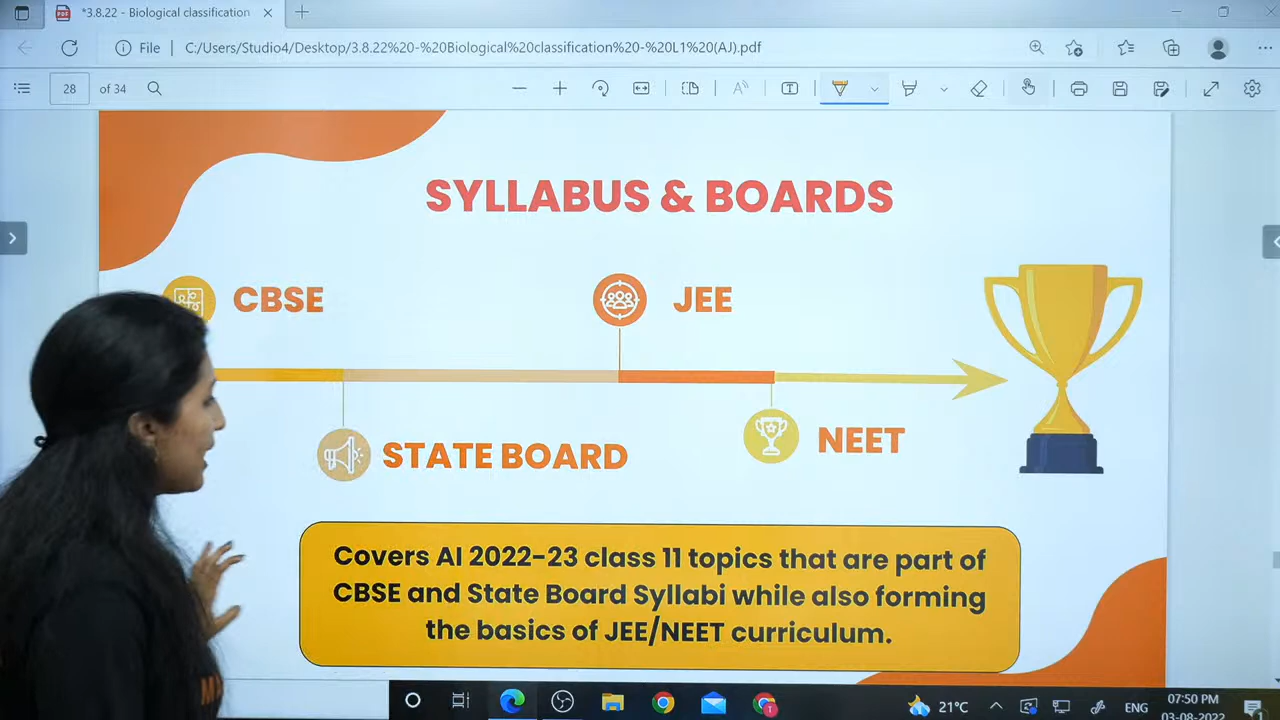 *3.8.22 - Biological classification
File
C:/Users/Studio4/Desktop/3.8.22%20-%20Biological%20classification%20-%20L1%20(AJ).pdf
28 of 34
SYLLABUS & BOARDS
CBSE
JEE
STATE BOARD
NEET
Covers AI 2022-23 class 11 topics that are part of
CBSE and State Board Syllabi while also forming
the basics of JEE/NEET curriculum.
21°C
ENG
07:50 PM
03-08-2022